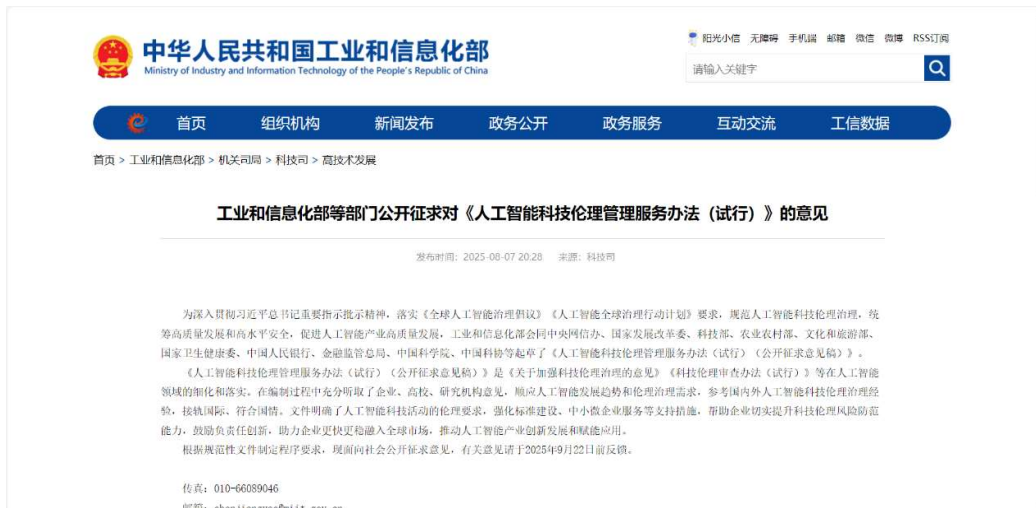 中华人民共和国工业和信息化部
Ministry of Industry and Information Technology of the People's Republic of China
阳光小信 无障碍 手机端 邮箱 微信 微博 RSS订阅
请输入关键字
首页 组织机构 新闻发布 政务公开 政务服务 互动交流 工信数据
首页 > 工业和信息化部 > 机关司局 > 科技司 > 高技术发展
工业和信息化部等部门公开征求对《人工智能科技伦理管理服务办法（试行）》的意见
发布时间：2025-08-07 20:28 来源：科技司
为深入贯彻习近平总书记重要指示批示精神，落实《全球人工智能治理倡议》《人工智能全球治理行动计划》要求，规范人工智能科技伦理治理，统
筹高质量发展和高水平安全，促进人工智能产业高质量发展，工业和信息化部会同中央网信办、国家发展改革委、科技部、农业农村部、文化和旅游部、
国家卫生健康委、中国人民银行、金融监管总局、中国科学院、中国科协等起草了《人工智能科技伦理管理服务办法（试行）（公开征求意见稿）》。
《人工智能科技伦理管理服务办法（试行）（公开征求意见稿）》是《关于加强科技伦理治理的意见》《科技伦理审查办法（试行）》等在人工智能
领域的细化和落实。在编制过程中充分听取了企业、高校、研究机构意见，顺应人工智能发展趋势和伦理治理需求，参考国内外人工智能科技伦理治理经
验，接轨国际、符合国情。文件明确了人工智能科技活动的伦理要求，强化标准建设、中小微企业服务等支持措施，帮助企业切实提升科技伦理风险防范
能力，鼓励负责任创新，助力企业更快更稳融入全球市场，推动人工智能产业创新发展和赋能应用。
根据规范性文件制定程序要求，现面向社会公开征求意见，有关意见请于2025年9月22日前反馈。
传真：010-66089046